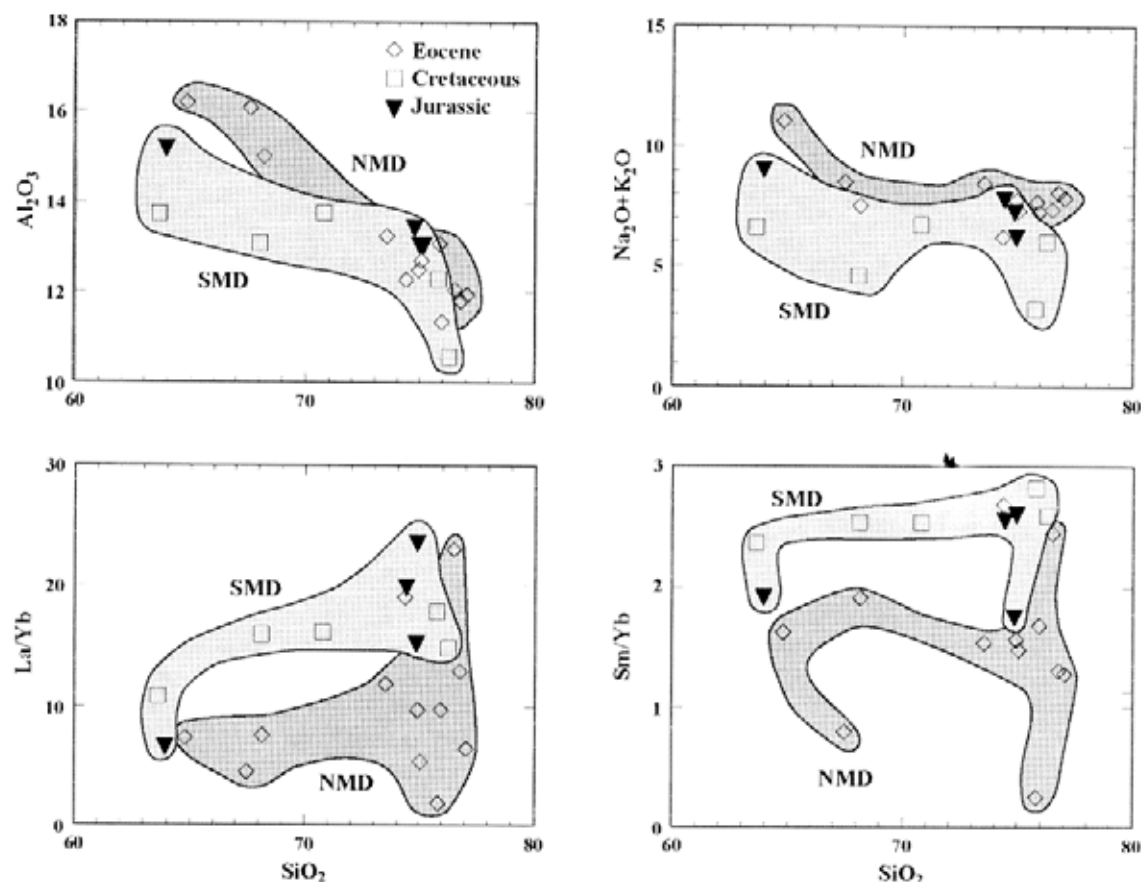 18
16
14
12
10
Al₂O₃
60
70
80
◇ Eocene
□ Cretaceous
▼ Jurassic
NMD
SMD
15
10
5
0
Na₂O+K₂O
60
70
80
NMD
SMD
30
20
10
0
La/Yb
60
70
80
SiO₂
SMD
NMD
3
2
1
0
Sm/Yb
60
70
80
SiO₂
SMD
NMD